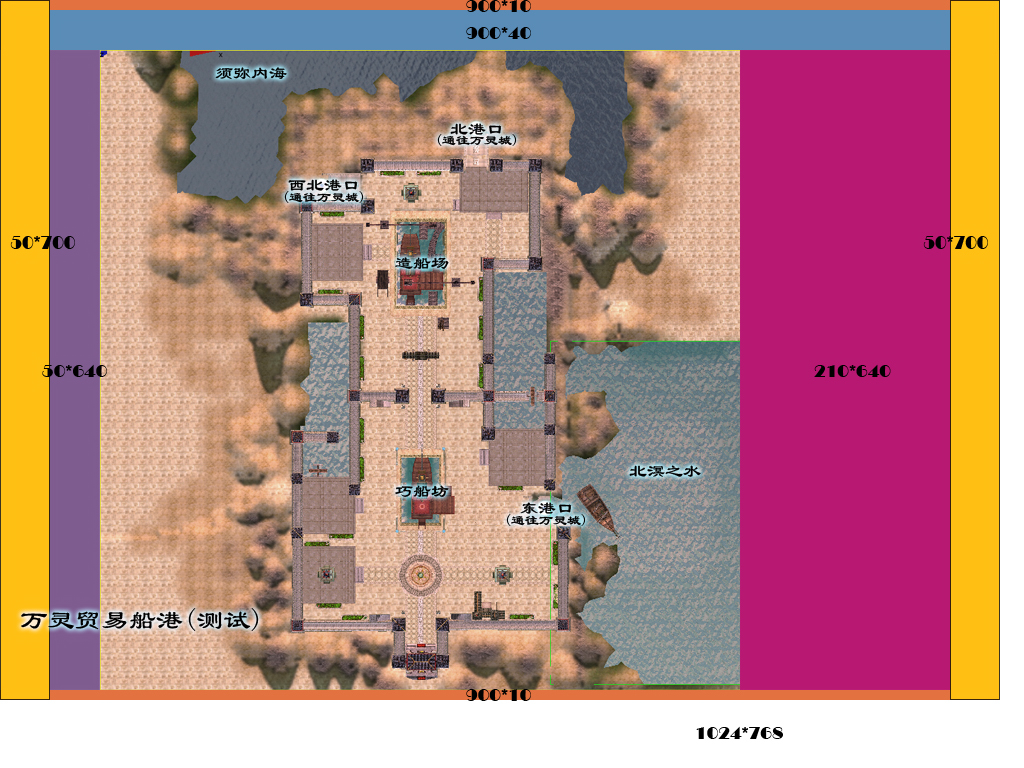 900*10
900*40
须弥内海
北港口
(通往万灵城)
西北港口
(通往万灵城)
50*700
50*700
造船场
50*640
210*640
北溟之水
巧船坊
东港口
(通往万灵城)
万灵贸易船港(测试)
900*10
1024*768